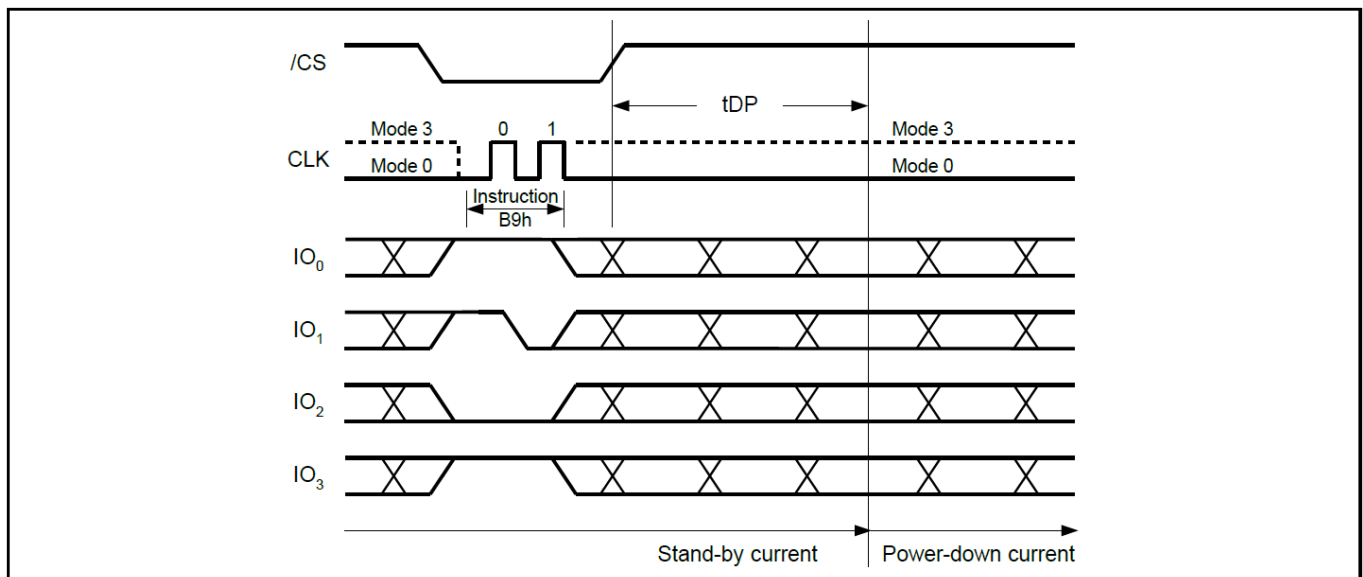 /CS
tDP
Mode 3 0 1 Mode 3
CLK
Mode 0 Mode 0
Instruction
B9h
IO0
IO1
IO2
IO3
Stand-by current Power-down current